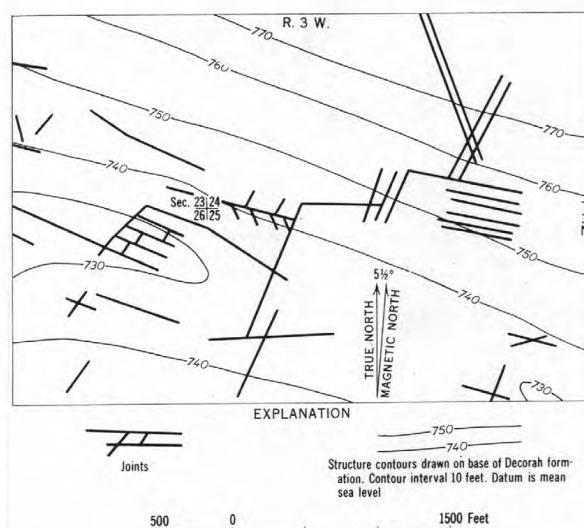 R. 3 W.
770
760
750
770
740
760
Sec. 23 24
26 25
750
730
5½°
740
740
TRUE NORTH
MAGNETIC NORTH
730
EXPLANATION
Joints
750
740
Structure contours drawn on base of Decorah form-
ation. Contour interval 10 feet. Datum is mean
sea level
500 0 1500 Feet